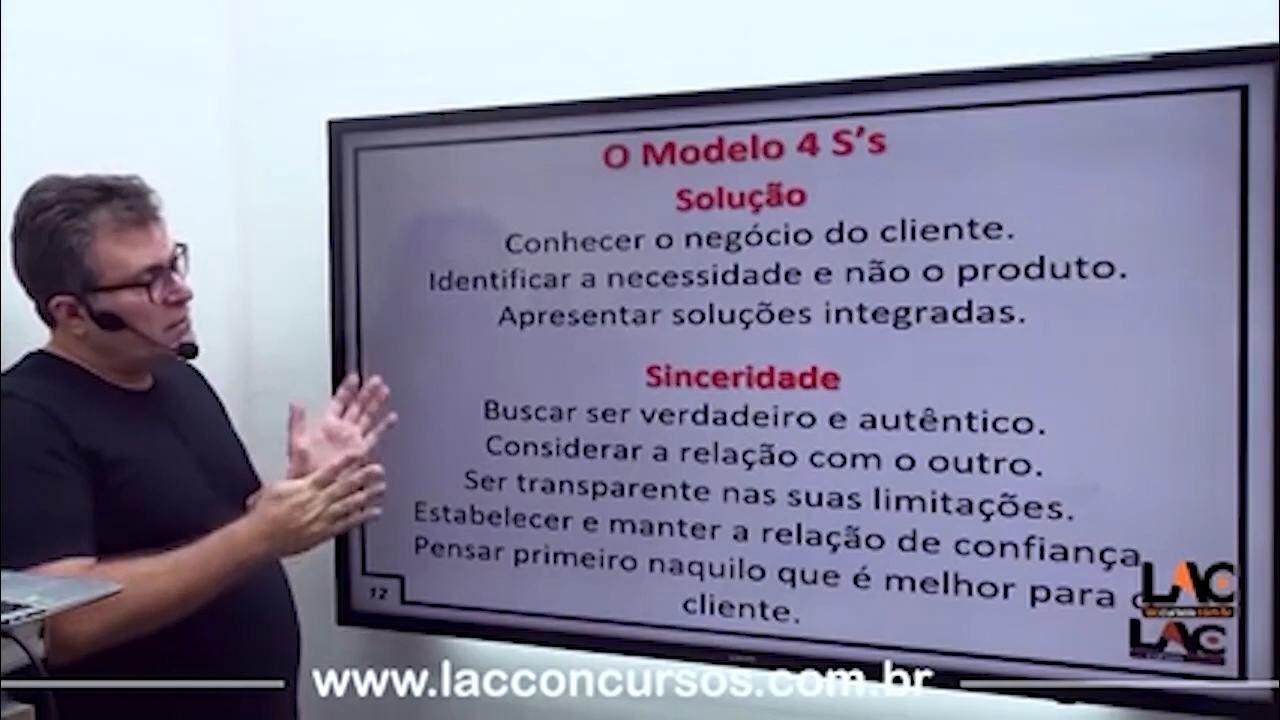 O Modelo 4 S's
Solução
Conhecer o negócio do cliente.
Identificar a necessidade e não o produto.
Apresentar soluções integradas.
Sinceridade
Buscar ser verdadeiro e autêntico.
Considerar a relação com o outro.
Ser transparente nas suas limitações.
Estabelecer e manter a relação de confiança
Pensar primeiro naquilo que é melhor para
cliente.
12
LAC
LAC
www.lacconcursos.com.br